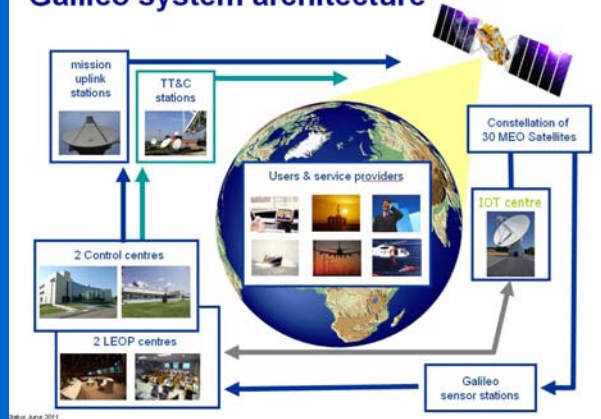 Galileo system architecture
mission
uplink
stations
TT&C
stations
Constellation of
30 MEO Satellites
Users & service providers
IOT centre
2 Control centres
2 LEOP centres
Galileo
sensor stations
Status June 2011